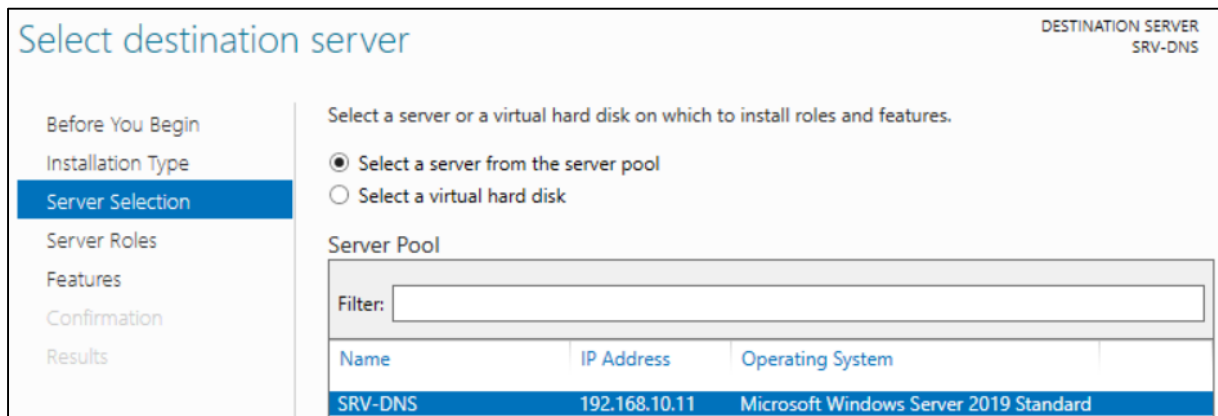 Select destination server
DESTINATION SERVER
SRV-DNS
Before You Begin
Installation Type
Server Selection
Server Roles
Features
Confirmation
Results
Select a server or a virtual hard disk on which to install roles and features.
Select a server from the server pool
Select a virtual hard disk
Server Pool
Filter:
Name IP Address Operating System
SRV-DNS 192.168.10.11 Microsoft Windows Server 2019 Standard